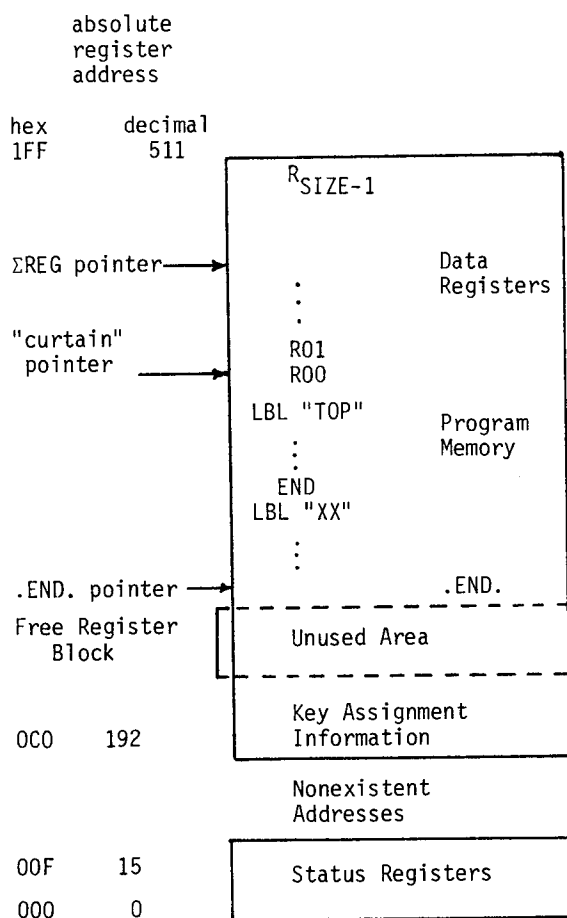 absolute
register
address
hex decimal
1FF 511
RSIZE-1
ΣREG pointer
Data
Registers
.
.
.
"curtain"
pointer
R01
R00
LBL "TOP"
Program
Memory
.
.
.
END
LBL "XX"
.
.
.
.END. pointer
.END.
Free Register
Block
Unused Area
Key Assignment
Information
0C0 192
Nonexistent
Addresses
00F 15
Status Registers
000 0